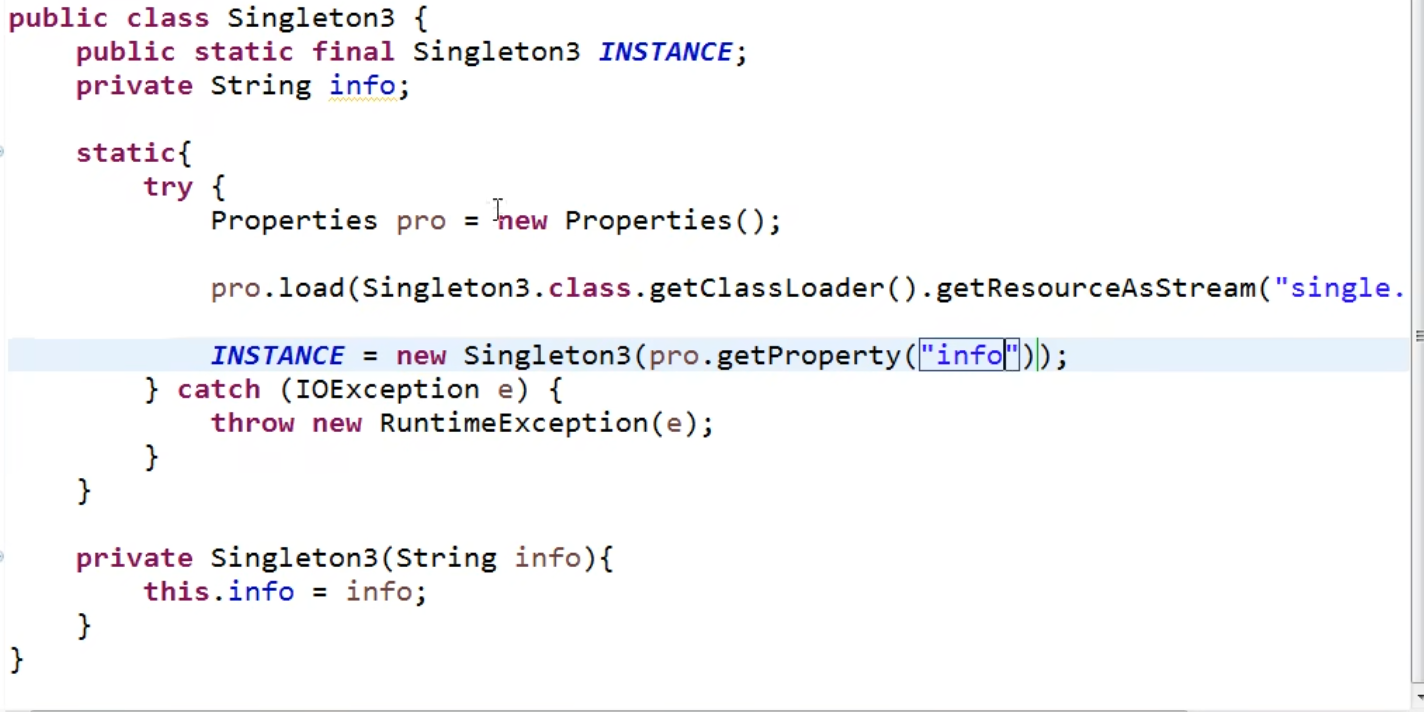 public class Singleton3 {
    public static final Singleton3 INSTANCE;
    private String info;
    static{
        try {
            Properties pro = new Properties();
            pro.load(Singleton3.class.getClassLoader().getResourceAsStream("single.
            INSTANCE = new Singleton3(pro.getProperty("info"));
        } catch (IOException e) {
            throw new RuntimeException(e);
        }
    }
    private Singleton3(String info){
        this.info = info;
    }
}